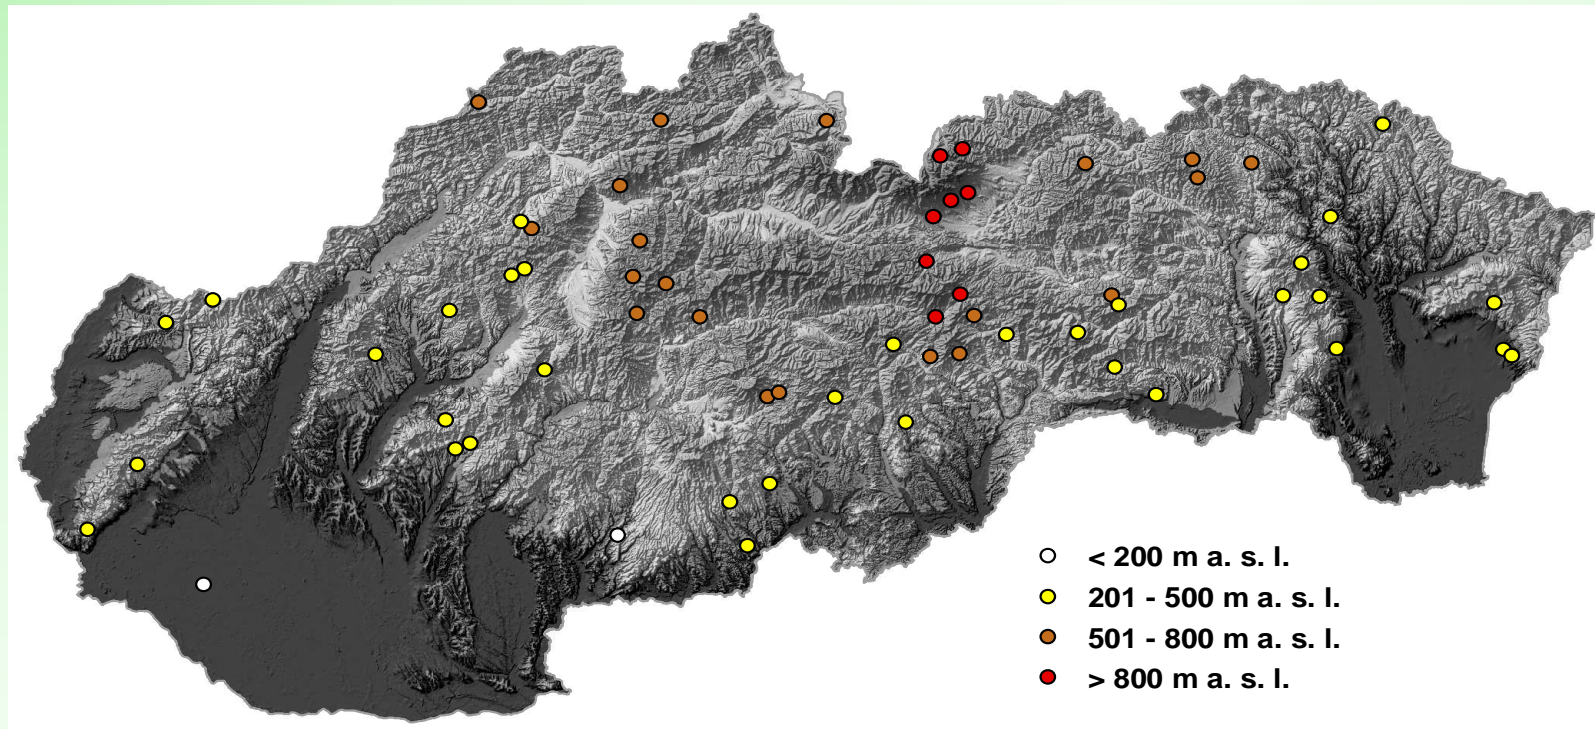 < 200 m a. s. l.
201 - 500 m a. s. l.
501 - 800 m a. s. l.
> 800 m a. s. l.